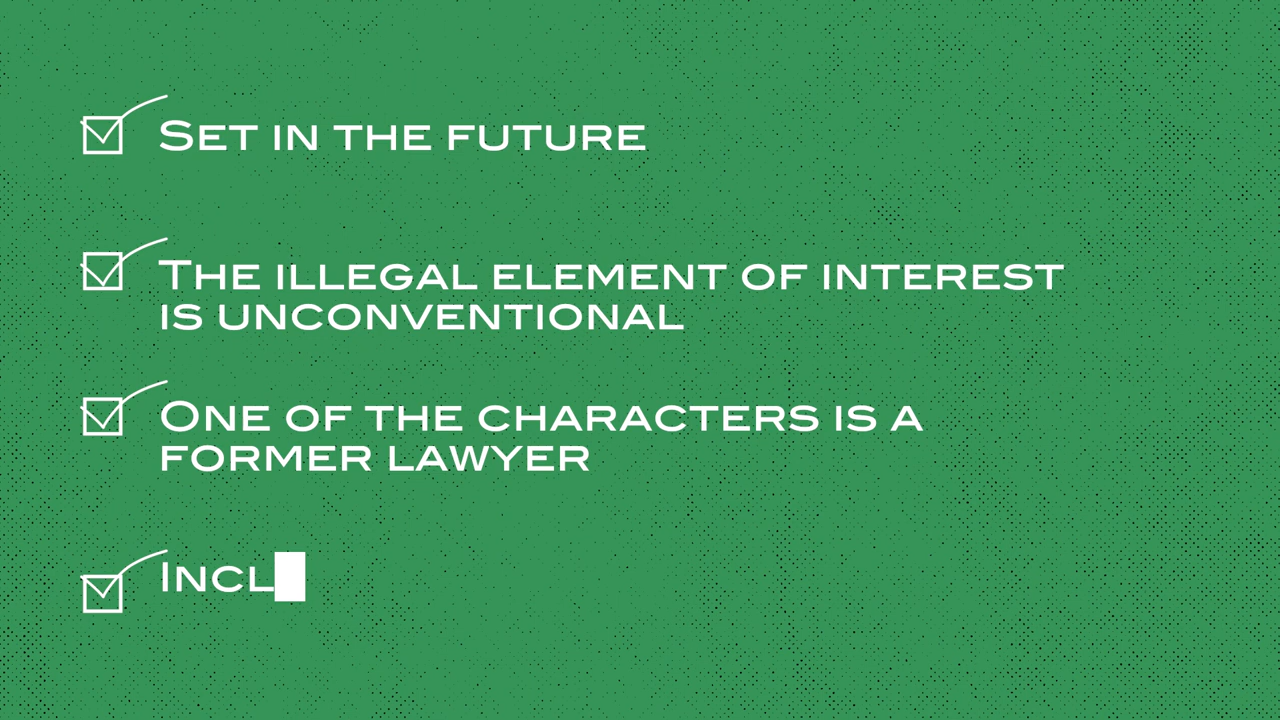 Set in the future
The illegal element of interest
is unconventional
One of the characters is a
former lawyer
Incl